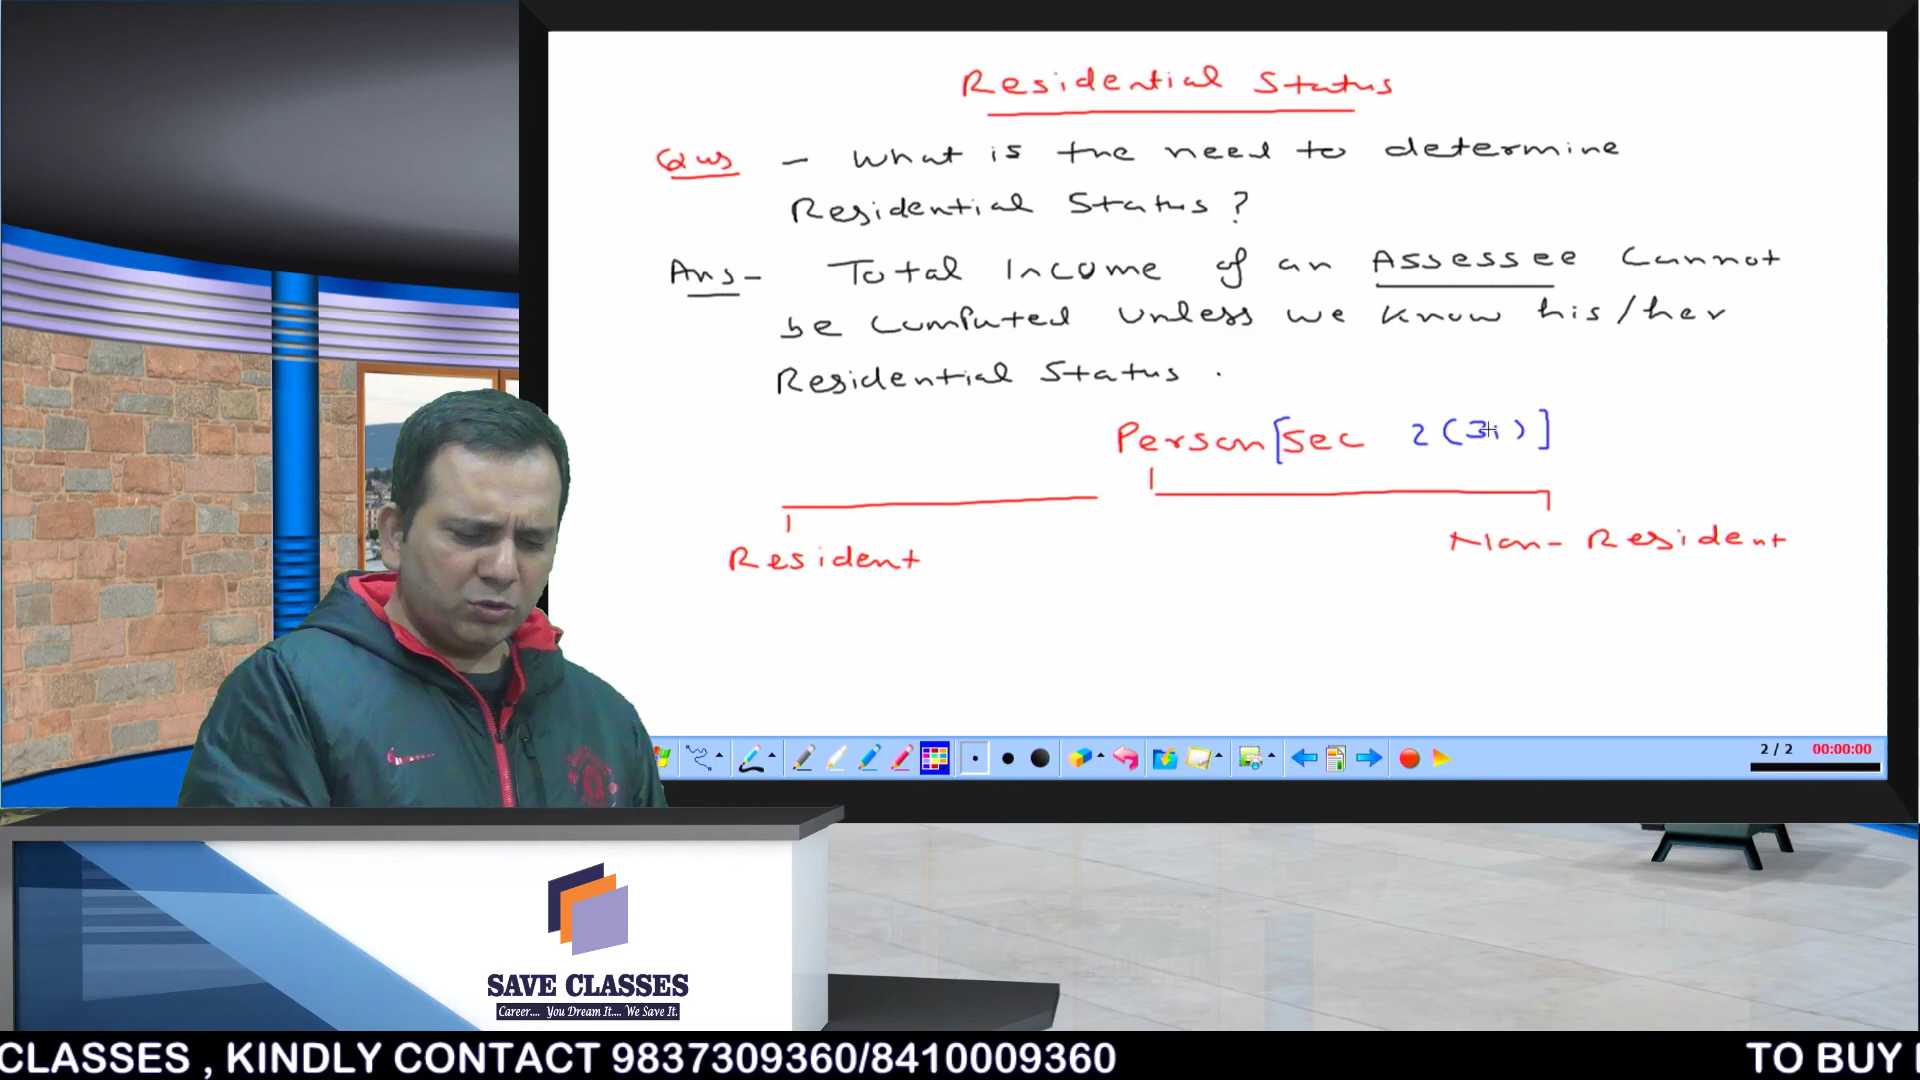 Residential Status
Qus - What is the need to determine
Residential Status?
Ans- Total Income of an Assessee Cannot
be Computed Unless we Know his/her
Residential Status.
Person [Sec 2(31)]
Resident
Non-Resident
2 / 2 00:00:00
SAVE CLASSES
Career.... You Dream It.... We Save It.
CLASSES , KINDLY CONTACT 9837309360/8410009360 TO BUY